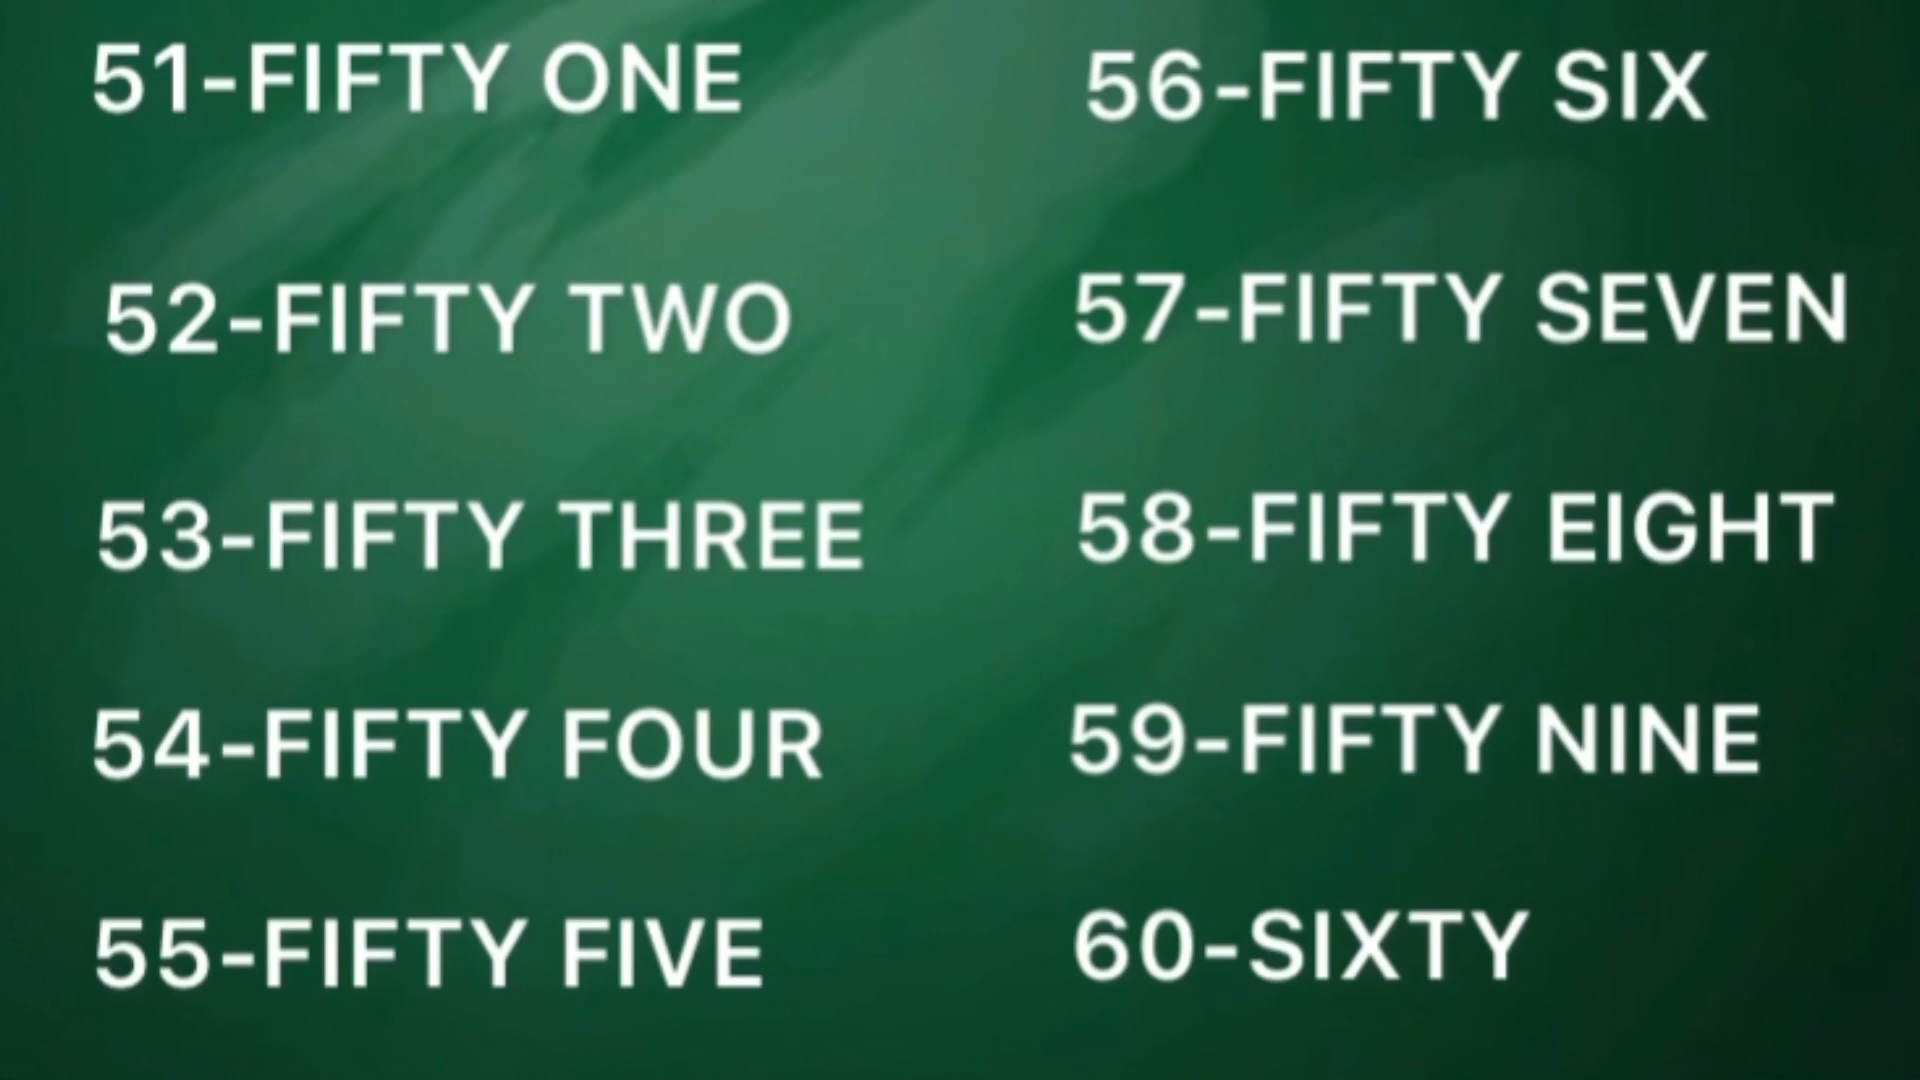 51-FIFTY ONE
52-FIFTY TWO
53-FIFTY THREE
54-FIFTY FOUR
55-FIFTY FIVE
56-FIFTY SIX
57-FIFTY SEVEN
58-FIFTY EIGHT
59-FIFTY NINE
60-SIXTY